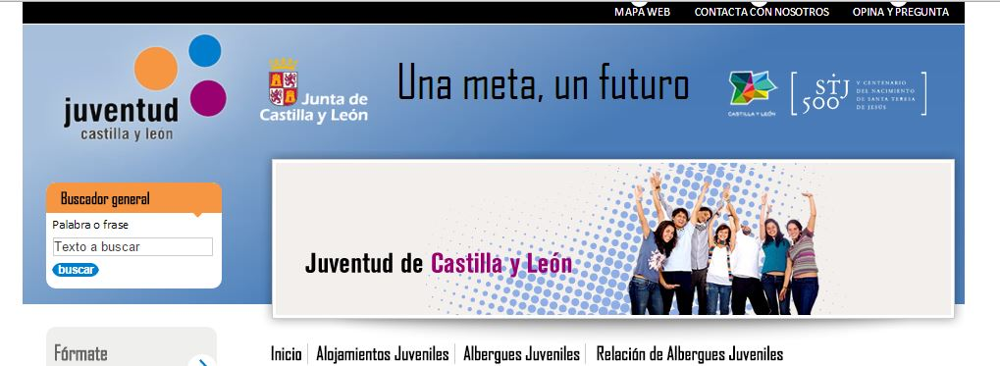 MAPA WEB CONTACTA CON NOSOTROS OPINA Y PREGUNTA
juventud
castilla y león
Junta de
Castilla y León
Una meta, un futuro
CASTILLA Y LEÓN
STJ
500
V CENTENARIO
DEL NACIMIENTO
DE SANTA TERESA
DE JESÚS
Buscador general
Palabra o frase
Texto a buscar
buscar
Juventud de Castilla y León
Fórmate
Inicio Alojamientos Juveniles Albergues Juveniles Relación de Albergues Juveniles